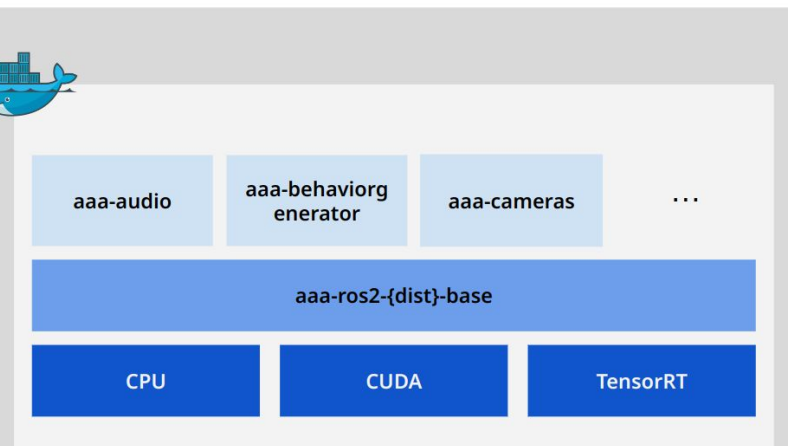 aaa-audio
aaa-behaviorg
enerator
aaa-cameras
...
aaa-ros2-{dist}-base
CPU
CUDA
TensorRT